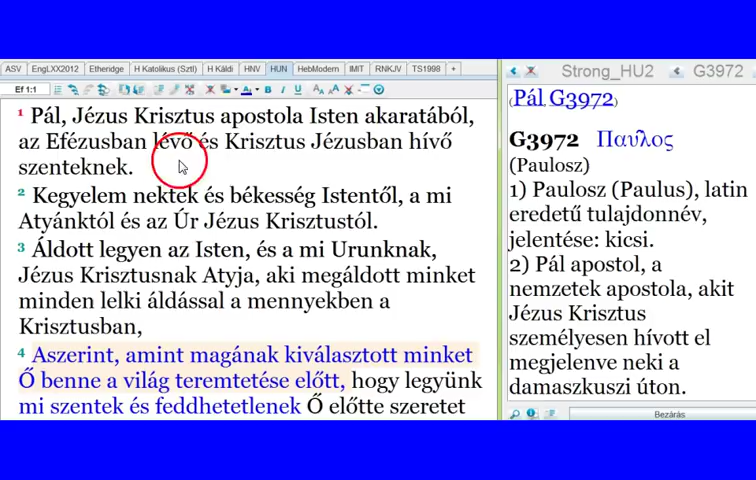 ASV EngLXX2012 Etheridge H Katolikus (SztI) H Káldi HNV HUN HebModern IMIT RNKJV TS1998 +
Ef 1:1
1 Pál, Jézus Krisztus apostola Isten akaratából,
az Efézusban lévő és Krisztus Jézusban hívő
szenteknek.
2 Kegyelem nektek és békesség Istentől, a mi
Atyánktól és az Úr Jézus Krisztustól.
3 Áldott legyen az Isten, és a mi Urunknak,
Jézus Krisztusnak Atyja, aki megáldott minket
minden lelki áldással a mennyekben a
Krisztusban,
4 Aszerint, amint magának kiválasztott minket
Ő benne a világ teremtetése előtt, hogy legyünk
mi szentek és feddhetetlenek Ő előtte szeretet
Strong_HU2 G3972
(Pál G3972)
G3972 Παυλος
(Paulosz)
1) Paulosz (Paulus), latin
eredetű tulajdonnév,
jelentése: kicsi.
2) Pál apostol, a
nemzetek apostola, akit
Jézus Krisztus
személyesen hívott el
megjelenve neki a
damaszkuszi úton.
Bezárás